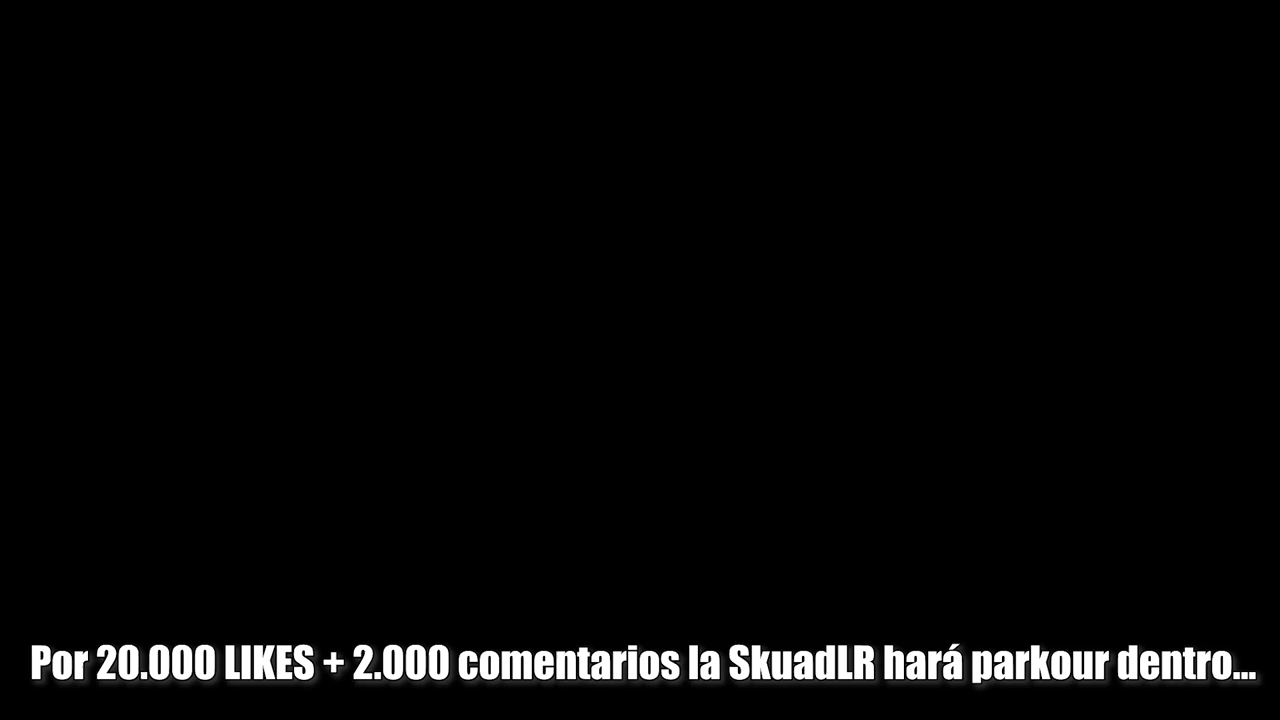 Por 20.000 LIKES + 2.000 comentarios la SkuadLR hará parkour dentro...